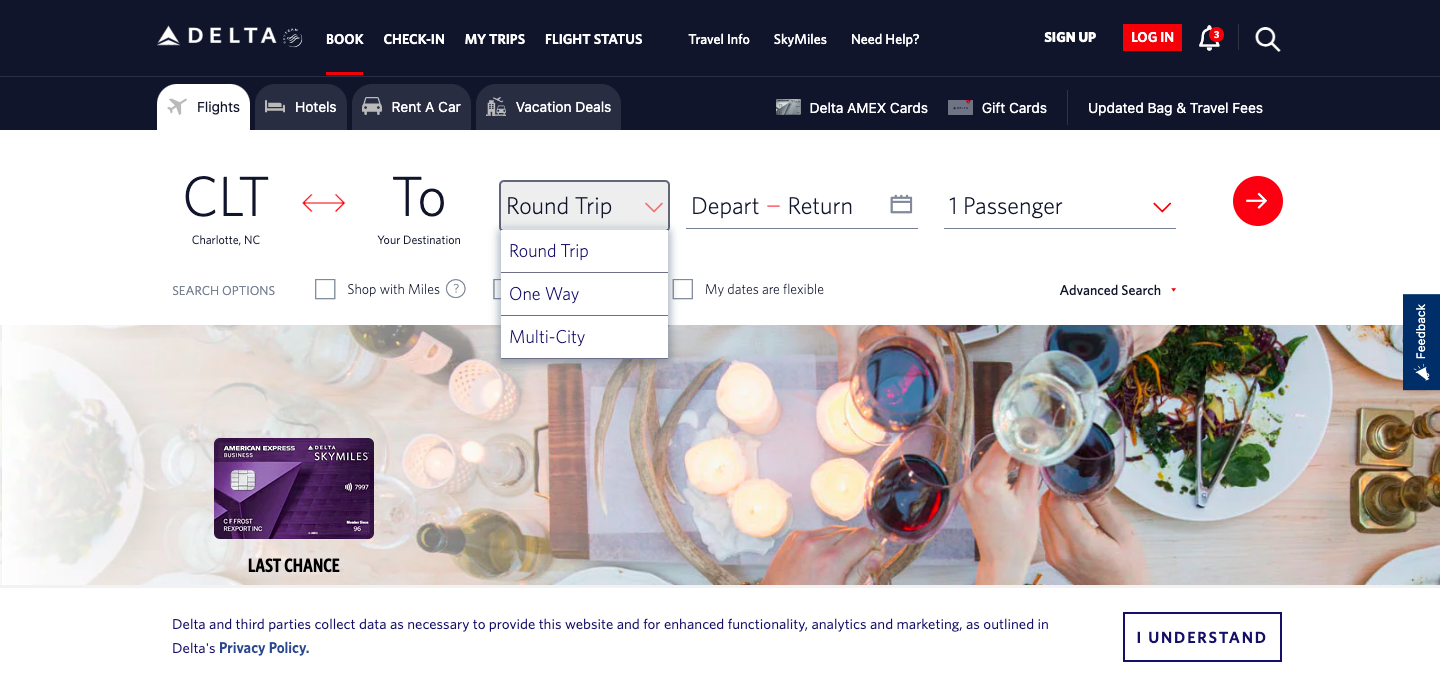 DELTA
BOOK
CHECK-IN
MY TRIPS
FLIGHT STATUS
Travel Info
SkyMiles
Need Help?
SIGN UP
LOG IN
3
Flights
Hotels
Rent A Car
Vacation Deals
Delta AMEX Cards
Gift Cards
Updated Bag & Travel Fees
CLT
Charlotte, NC
To
Your Destination
Round Trip
Depart – Return
1 Passenger
Round Trip
One Way
Multi-City
SEARCH OPTIONS
Shop with Miles ?
My dates are flexible
Advanced Search
Feedback
AMERICAN EXPRESS
BUSINESS
DELTA
SKYMILES
7997
C F FROST
REXPORT INC
Member Since
96
LAST CHANCE
Delta and third parties collect data as necessary to provide this website and for enhanced functionality, analytics and marketing, as outlined in
Delta's Privacy Policy.
I UNDERSTAND